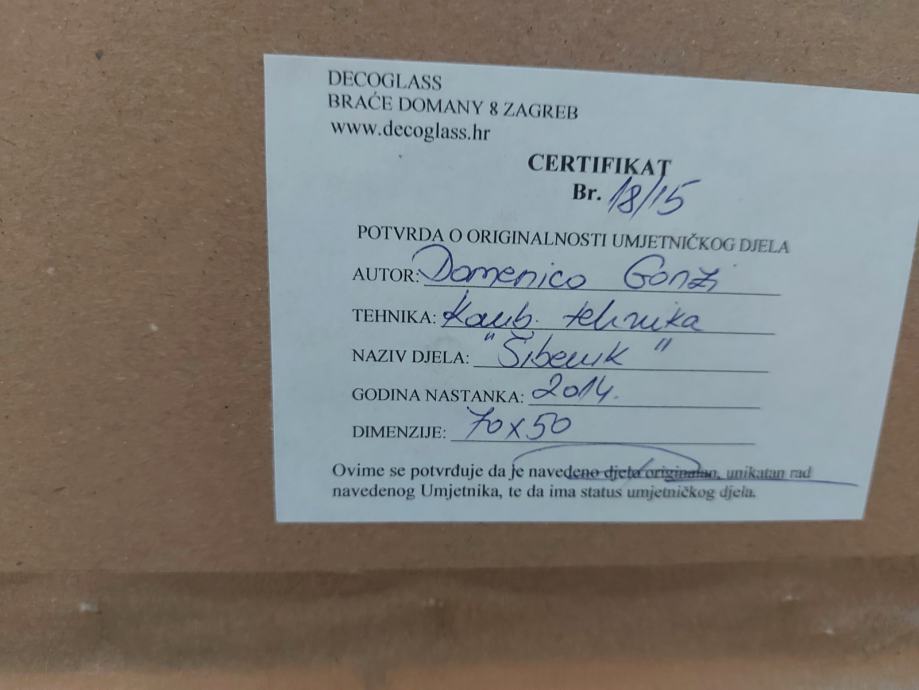 DECOGLASS
BRAĆE DOMANY 8 ZAGREB
www.decoglass.hr
CERTIFIKAT
Br. 18/15
POTVRDA O ORIGINALNOSTI UMJETNIČKOG DJELA
AUTOR: Domenico Gonzi
TEHNIKA: Komb. tehnika
NAZIV DJELA: "Šibenik"
GODINA NASTANKA: 2014.
DIMENZIJE: 70x50
Ovime se potvrđuje da je navedeno djelo originalan, unikatan rad
navedenog Umjetnika, te da ima status umjetničkog djela.